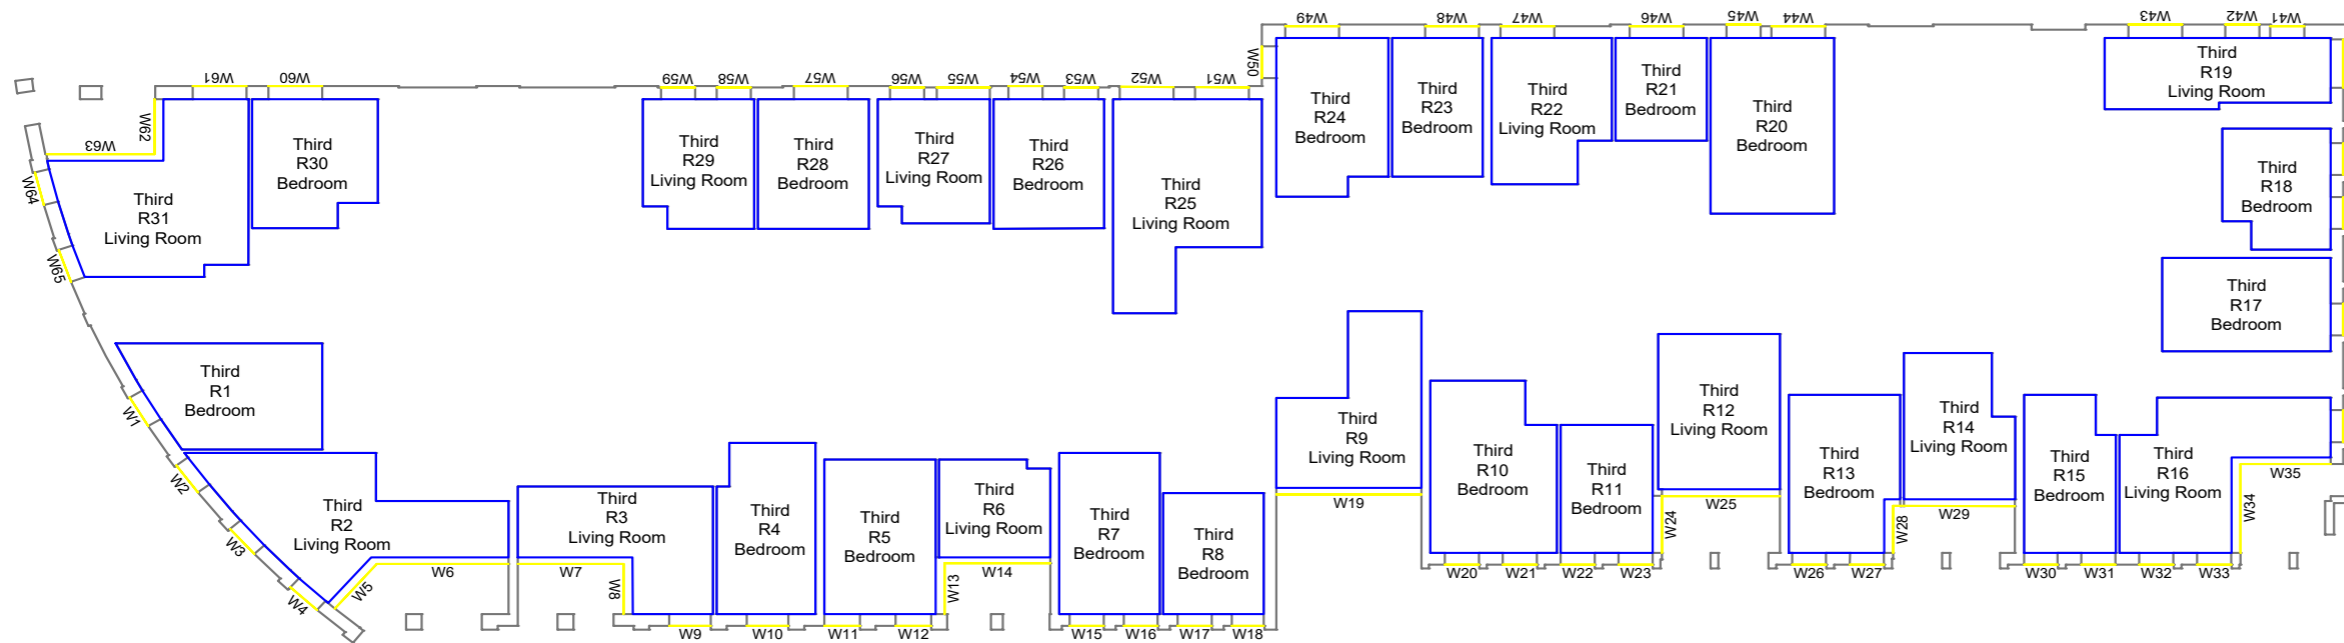 W49
W48
W47
W46
W45
W44
W43
W42
W41
W50
W61
W60
W59
W58
W57
W56
W55
W54
W53
W52
W51
W62
W63
W64
W65
Third
R31
Living Room
Third
R30
Bedroom
Third
R29
Living Room
Third
R28
Bedroom
Third
R27
Living Room
Third
R26
Bedroom
Third
R25
Living Room
Third
R24
Bedroom
Third
R23
Bedroom
Third
R22
Living Room
Third
R21
Bedroom
Third
R20
Bedroom
Third
R19
Living Room
Third
R18
Bedroom
Third
R17
Bedroom
Third
R1
Bedroom
Third
R2
Living Room
Third
R3
Living Room
Third
R4
Bedroom
Third
R5
Bedroom
Third
R6
Living Room
Third
R7
Bedroom
Third
R8
Bedroom
Third
R9
Living Room
Third
R10
Bedroom
Third
R11
Bedroom
Third
R12
Living Room
Third
R13
Bedroom
Third
R14
Living Room
Third
R15
Bedroom
Third
R16
Living Room
W1
W2
W3
W4
W5
W6
W7
W8
W9
W10
W11
W12
W13
W14
W15
W16
W17
W18
W19
W20
W21
W22
W23
W24
W25
W26
W27
W28
W29
W30
W31
W32
W33
W34
W35